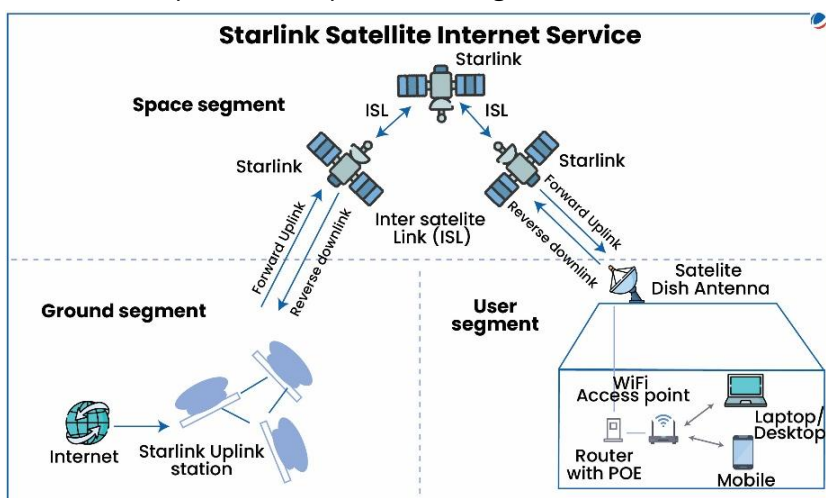 Starlink Satellite Internet Service
Starlink
ISL
ISL
Space segment
Starlink
Starlink
Inter satelite
Link (ISL)
Forward Uplink
Reverse downlink
Forward Uplink
Reverse downlink
Ground segment
Internet
Starlink Uplink
station
User
segment
Satelite
Dish Antenna
WiFi
Access point
Router
with POE
Laptop/
Desktop
Mobile